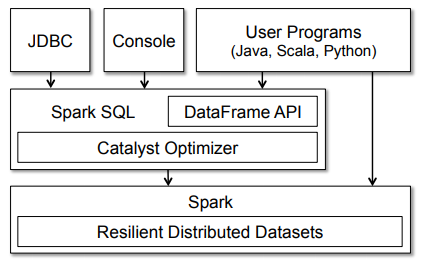 JDBC
Console
User Programs
(Java, Scala, Python)
Spark SQL
DataFrame API
Catalyst Optimizer
Spark
Resilient Distributed Datasets